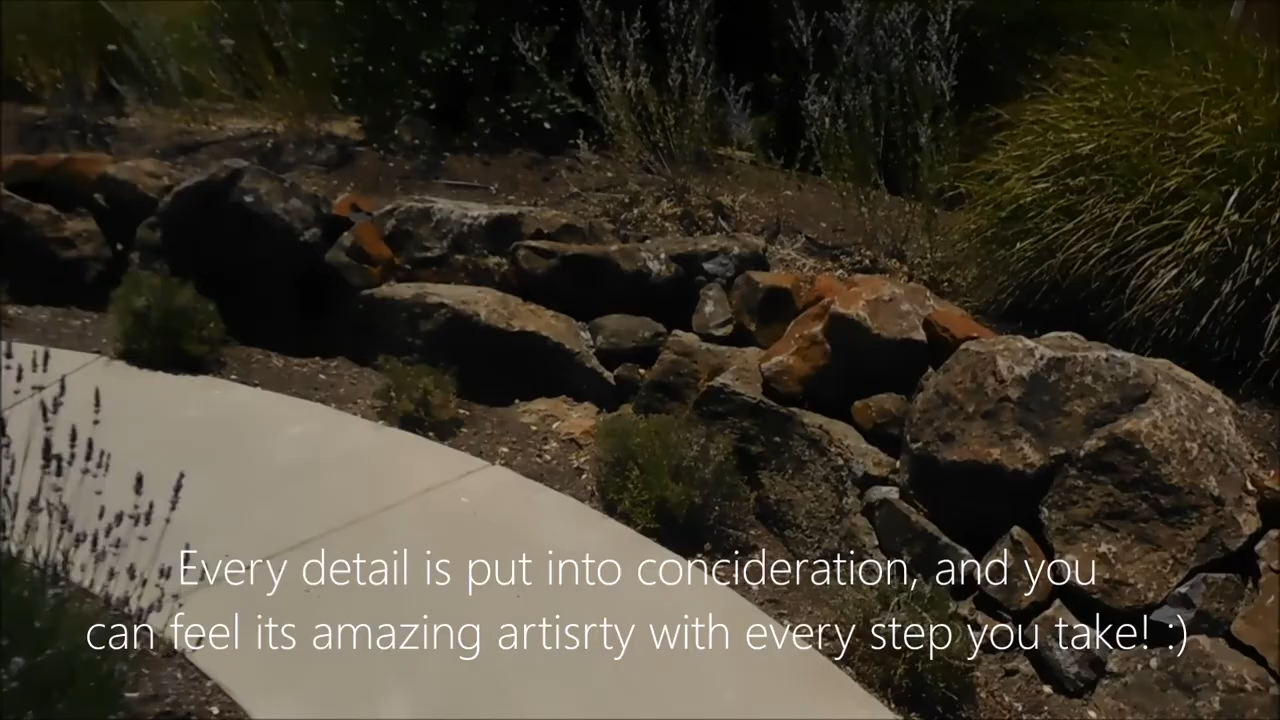 Every detail is put into concideration, and you
can feel its amazing artisrty with every step you take! :)